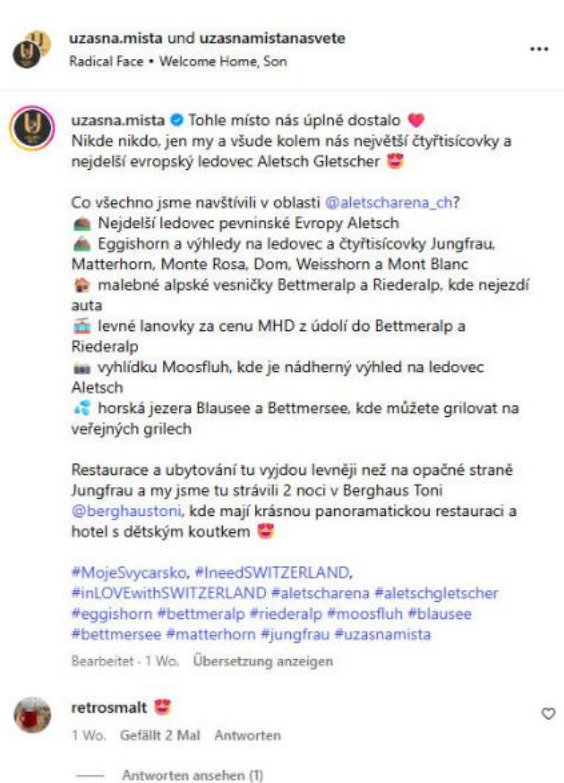 uzasna.mista und uzasnamistanasvete
Radical Face • Welcome Home, Son
uzasna.mista Tohle místo nás úplně dostalo ❤️
Nikde nikdo, jen my a všude kolem nás největší čtyřtisícovky a
nejdelší evropský ledovec Aletsch Gletscher 😍
Co všechno jsme navštívili v oblasti @aletscharena_ch?
Nejdelší ledovec pevninské Evropy Aletsch
Eggishorn a výhledy na ledovec a čtyřtisícovky Jungfrau,
Matterhorn, Monte Rosa, Dom, Weisshorn a Mont Blanc
malebné alpské vesničky Bettmeralp a Riederalp, kde nejezdí
auta
levné lanovky za cenu MHD z údolí do Bettmeralp a
Riederalp
vyhlídku Moosfluh, kde je nádherný výhled na ledovec
Aletsch
💦 horská jezera Blausee a Bettmersee, kde můžete grilovat na
veřejných grilech
Restaurace a ubytování tu vyjdou levněji než na opačné straně
Jungfrau a my jsme tu strávili 2 noci v Berghaus Toni
@berghaustoni, kde mají krásnou panoramatickou restauraci a
hotel s dětským koutkem 😍
#MojeSvycarsko, #IneedSWITZERLAND,
#inLOVEwithSWITZERLAND #aletscharena #aletschgletscher
#eggishorn #bettmeralp #riederalp #moosfluh #blausee
#bettmersee #matterhorn #jungfrau #uzasnamista
Bearbeitet · 1 Wo. Übersetzung anzeigen
retrosmalt 😍
1 Wo. Gefällt 2 Mal Antworten
Antworten ansehen (1)